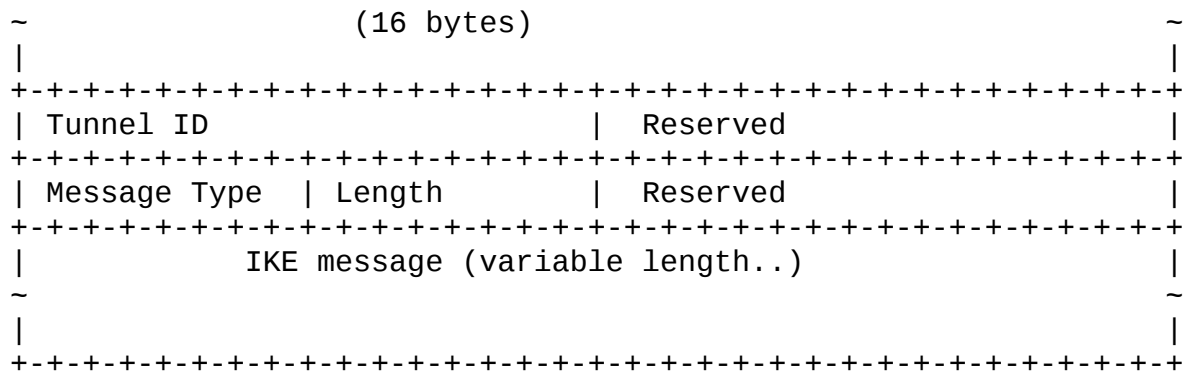 ~ (16 bytes) ~
| |
+-+-+-+-+-+-+-+-+-+-+-+-+-+-+-+-+-+-+-+-+-+-+-+-+-+-+-+-+-+-+-+-+
| Tunnel ID | Reserved |
+-+-+-+-+-+-+-+-+-+-+-+-+-+-+-+-+-+-+-+-+-+-+-+-+-+-+-+-+-+-+-+-+
| Message Type | Length | Reserved |
+-+-+-+-+-+-+-+-+-+-+-+-+-+-+-+-+-+-+-+-+-+-+-+-+-+-+-+-+-+-+-+-+
| IKE message (variable length..) |
~ ~
| |
+-+-+-+-+-+-+-+-+-+-+-+-+-+-+-+-+-+-+-+-+-+-+-+-+-+-+-+-+-+-+-+-+